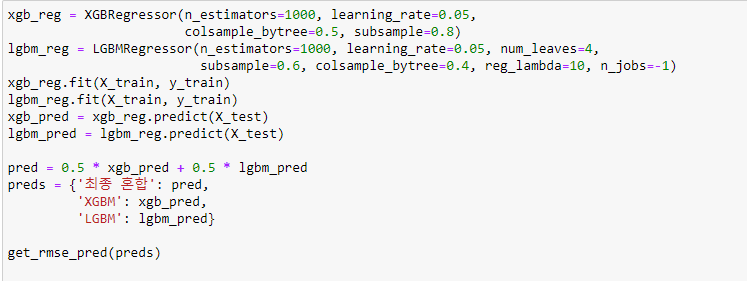 xgb_reg = XGBRegressor(n_estimators=1000, learning_rate=0.05,
                       colsample_bytree=0.5, subsample=0.8)
lgbm_reg = LGBMRegressor(n_estimators=1000, learning_rate=0.05, num_leaves=4,
                         subsample=0.6, colsample_bytree=0.4, reg_lambda=10, n_jobs=-1)
xgb_reg.fit(X_train, y_train)
lgbm_reg.fit(X_train, y_train)
xgb_pred = xgb_reg.predict(X_test)
lgbm_pred = lgbm_reg.predict(X_test)

pred = 0.5 * xgb_pred + 0.5 * lgbm_pred
preds = {'최종 혼합': pred,
         'XGBM': xgb_pred,
         'LGBM': lgbm_pred}

get_rmse_pred(preds)